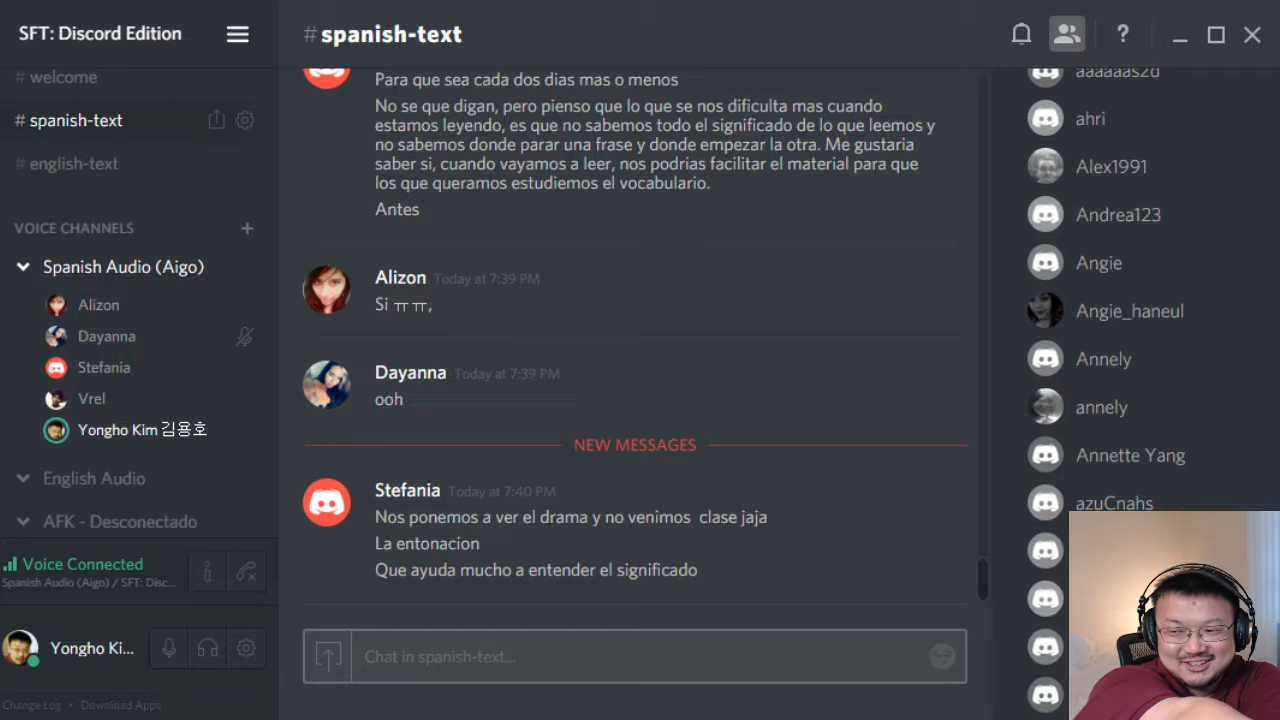 SFT: Discord Edition
# welcome
# spanish-text
# english-text
VOICE CHANNELS
Spanish Audio (Aigo)
Alizon
Dayanna
Stefania
Vrel
Yongho Kim 김용호
English Audio
AFK - Desconectado
Voice Connected
Spanish Audio (Aigo) / SFT: Disc...
Yongho Ki...
Change Log • Download Apps
# spanish-text
Para que sea cada dos dias mas o menos
No se que digan, pero pienso que lo que se nos dificulta mas cuando
estamos leyendo, es que no sabemos todo el significado de lo que leemos y
no sabemos donde parar una frase y donde empezar la otra. Me gustaria
saber si, cuando vayamos a leer, nos podrias facilitar el material para que
los que queramos estudiemos el vocabulario.
Antes
Alizon Today at 7:39 PM
Si ㅠㅠ,
Dayanna Today at 7:39 PM
ooh
NEW MESSAGES
Stefania Today at 7:40 PM
Nos ponemos a ver el drama y no venimos clase jaja
La entonacion
Que ayuda mucho a entender el significado
Chat in spanish-text...
?
aaaaaas2d
ahri
Alex1991
Andrea123
Angie
Angie_haneul
Annely
annely
Annette Yang
azuCnahs